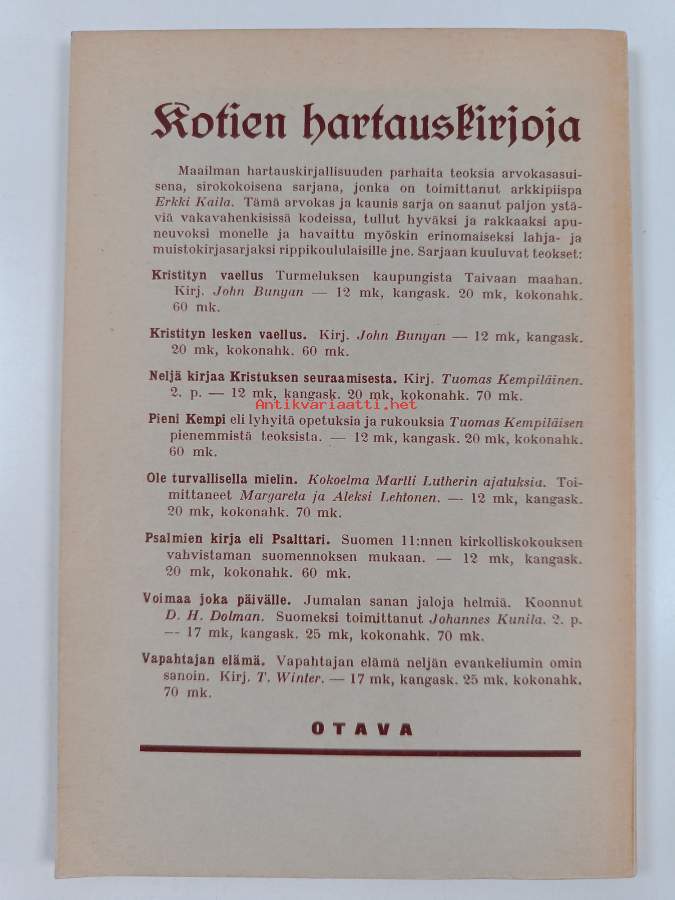 Kotien hartauskirjoja
Maailman hartauskirjallisuuden parhaita teoksia arvokasasui-
sena, sirokokoisena sarjana, jonka on toimittanut arkkipiispa
Erkki Kaila. Tämä arvokas ja kaunis sarja on saanut paljon ystä-
viä vakavahenkisissä kodeissa, tullut hyväksi ja rakkaaksi apu-
neuvoksi monelle ja havaittu myöskin erinomaiseksi lahja- ja
muistokirjasarjaksi rippikoululaisille jne. Sarjaan kuuluvat teokset:
Kristityn vaellus Turmeluksen kaupungista Taivaan maahan.
Kirj. John Bunyan — 12 mk, kangask. 20 mk, kokonahk.
60 mk.
Kristityn lesken vaellus. Kirj. John Bunyan — 12 mk, kangask.
20 mk, kokonahk. 60 mk.
Neljä kirjaa Kristuksen seuraamisesta. Kirj. Tuomas Kempiläinen.
2. p. — 12 mk, kangask. 20 mk, kokonahk. 70 mk.
Antikvariaatti.net
Pieni Kempi eli lyhyitä opetuksia ja rukouksia Tuomas Kempiläisen
pienemmistä teoksista. — 12 mk, kangask. 20 mk, kokonahk.
60 mk.
Ole turvallisella mielin. Kokoelma Martti Lutherin ajatuksia. Toi-
mittaneet Margareta ja Aleksi Lehtonen. — 12 mk, kangask.
20 mk, kokonahk. 70 mk.
Psalmien kirja eli Psalttari. Suomen 11:nnen kirkolliskokouksen
vahvistaman suomennoksen mukaan. — 12 mk, kangask.
20 mk, kokonahk. 60 mk.
Voimaa joka päivälle. Jumalan sanan jaloja helmiä. Koonnut
D. H. Dolman. Suomeksi toimittanut Johannes Kunila. 2. p.
— 17 mk, kangask. 25 mk, kokonahk. 70 mk.
Vapahtajan elämä. Vapahtajan elämä neljän evankeliumin omin
sanoin. Kirj. T. Winter. — 17 mk, kangask. 25 mk, kokonahk.
70 mk.
OTAVA